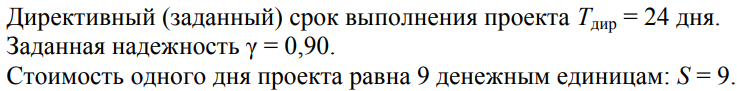 Директивный (заданный) срок выполнения проекта Tдир = 24 дня.
Заданная надежность γ = 0,90.
Стоимость одного дня проекта равна 9 денежным единицам: S = 9.